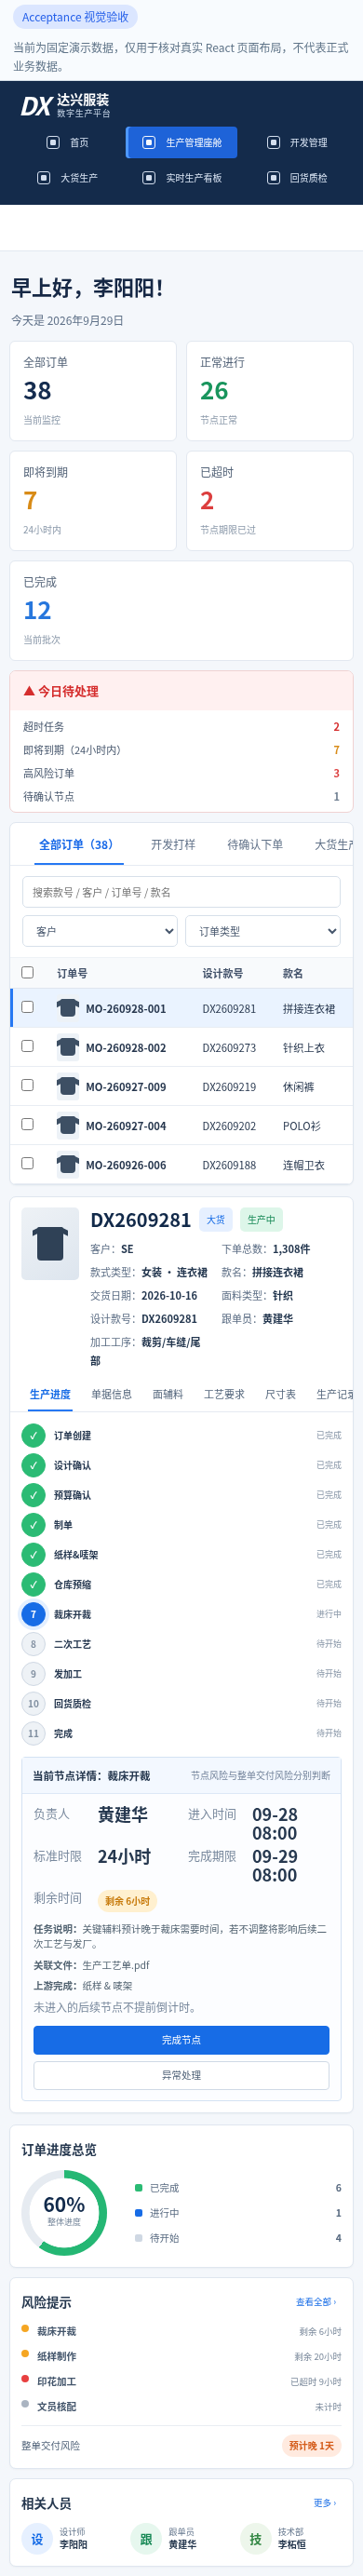 Acceptance 视觉验收
当前为固定演示数据，仅用于核对真实 React 页面布局，不代表正式
业务数据。
DX 达兴服装
数字生产平台
首页
生产管理座舱
开发管理
大货生产
实时生产看板
回货质检
早上好，李阳阳！
今天是 2026年9月29日
全部订单
38
当前监控
正常进行
26
节点正常
即将到期
7
24小时内
已超时
2
节点期限已过
已完成
12
当前批次
▲ 今日待处理
超时任务 2
即将到期（24小时内） 7
高风险订单 3
待确认节点 1
全部订单（38） 开发打样 待确认下单 大货生产
搜索款号 / 客户 / 订单号 / 款名
客户 订单类型
订单号 设计款号 款名
MO-260928-001 DX2609281 拼接连衣裙
MO-260928-002 DX2609273 针织上衣
MO-260927-009 DX2609219 休闲裤
MO-260927-004 DX2609202 POLO衫
MO-260926-006 DX2609188 连帽卫衣
DX2609281 大货 生产中
客户：SE 下单总数：1,308件
款式类型：女装 · 连衣裙 款名：拼接连衣裙
交货日期：2026-10-16 面料类型：针织
设计款号：DX2609281 跟单员：黄建华
加工工序：裁剪/车缝/尾
部
生产进度 单据信息 面辅料 工艺要求 尺寸表 生产记录
✓ 订单创建 已完成
✓ 设计确认 已完成
✓ 预算确认 已完成
✓ 制单 已完成
✓ 纸样&唛架 已完成
✓ 仓库预缩 已完成
7 裁床开裁 进行中
8 二次工艺 待开始
9 发加工 待开始
10 回货质检 待开始
11 完成 待开始
当前节点详情：裁床开裁 节点风险与整单交付风险分别判断
负责人 黄建华 进入时间 09-28
08:00
标准时限 24小时 完成期限 09-29
08:00
剩余时间 剩余 6小时
任务说明：关键辅料预计晚于裁床需要时间，若不调整将影响后续二
次工艺与发厂。
关联文件：生产工艺单.pdf
上游完成：纸样 & 唛架
未进入的后续节点不提前倒计时。
完成节点
异常处理
订单进度总览
60%
整体进度
已完成 6
进行中 1
待开始 4
风险提示 查看全部 ›
裁床开裁 剩余 6小时
纸样制作 剩余 20小时
印花加工 已超时 9小时
文员核配 未计时
整单交付风险 预计晚 1天
相关人员 更多 ›
设 设计师
李阳阳
跟 跟单员
黄建华
技 技术部
李柘恒